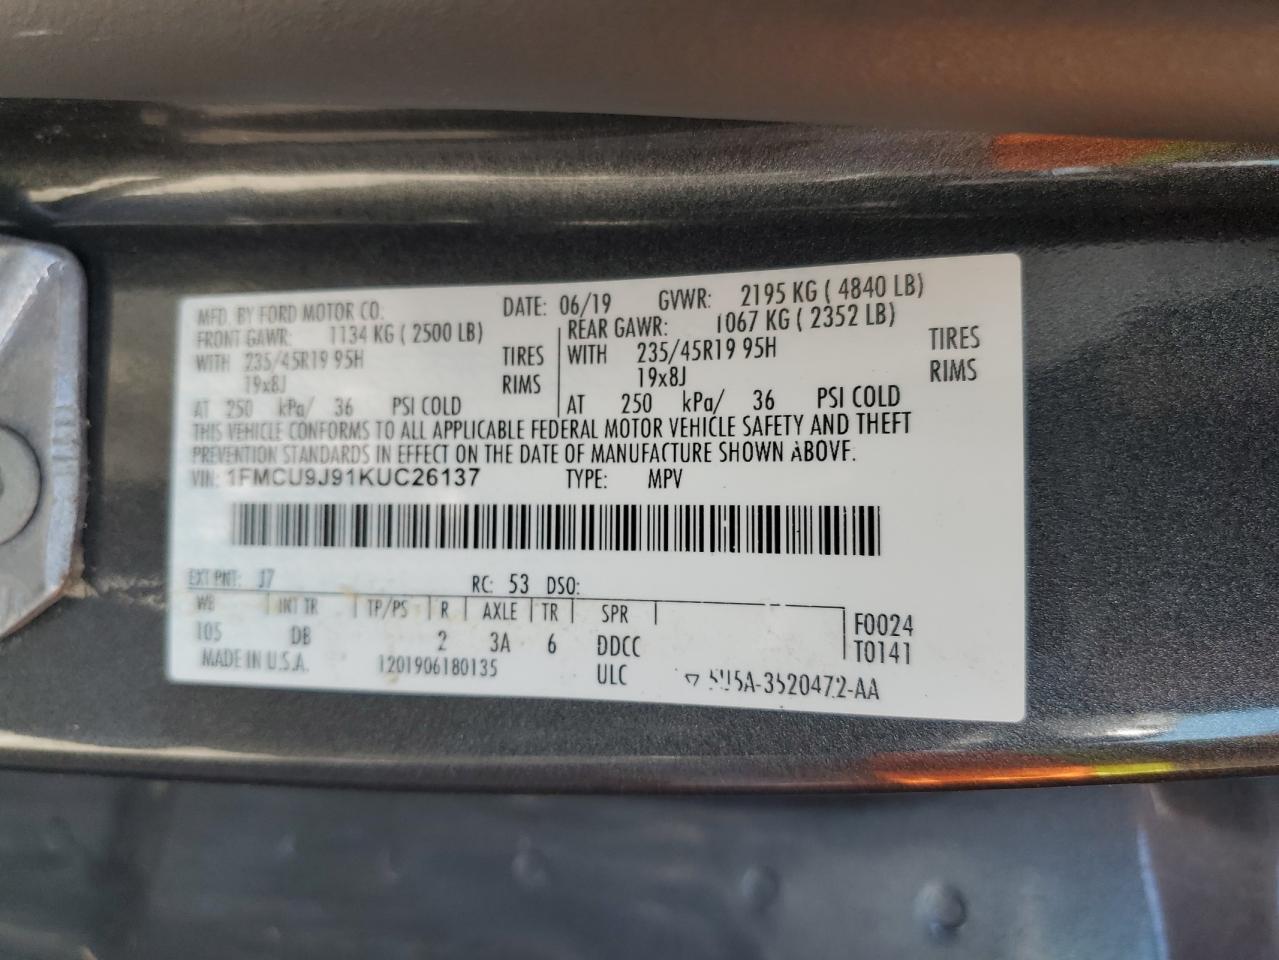 MFD. BY FORD MOTOR CO. DATE: 06/19 GVWR: 2195 KG ( 4840 LB)
FRONT GAWR: 1134 KG ( 2500 LB) REAR GAWR: 1067 KG ( 2352 LB)
WITH 235/45R19 95H TIRES WITH 235/45R19 95H TIRES
19x8J RIMS 19x8J RIMS
AT 250 kPa/ 36 PSI COLD AT 250 kPa/ 36 PSI COLD
THIS VEHICLE CONFORMS TO ALL APPLICABLE FEDERAL MOTOR VEHICLE SAFETY AND THEFT
PREVENTION STANDARDS IN EFFECT ON THE DATE OF MANUFACTURE SHOWN ABOVE.
VIN: 1FMCU9J91KUC26137 TYPE: MPV
EXT PNT: J7 RC: 53 DSO:
WB INT TR TP/PS R AXLE TR SPR F0024
105 DB 2 3A 6 DDCC T0141
MADE IN U.S.A. 1201906180135 ULC